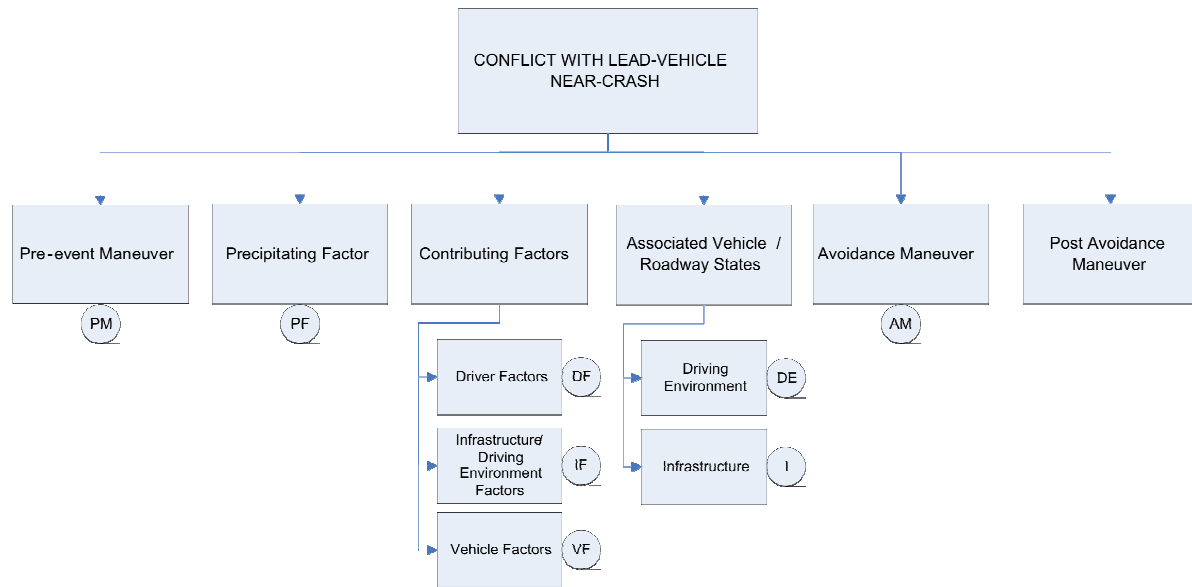 CONFLICT WITH LEAD-VEHICLE
NEAR-CRASH
Pre-event Maneuver
Precipitating Factor
Contributing Factors
Associated Vehicle /
Roadway States
Avoidance Maneuver
Post Avoidance
Maneuver
PM
PF
AM
Driver Factors
DF
Driving
Environment
DE
Infrastructure/
Driving
Environment
Factors
IF
Infrastructure
I
Vehicle Factors
VF